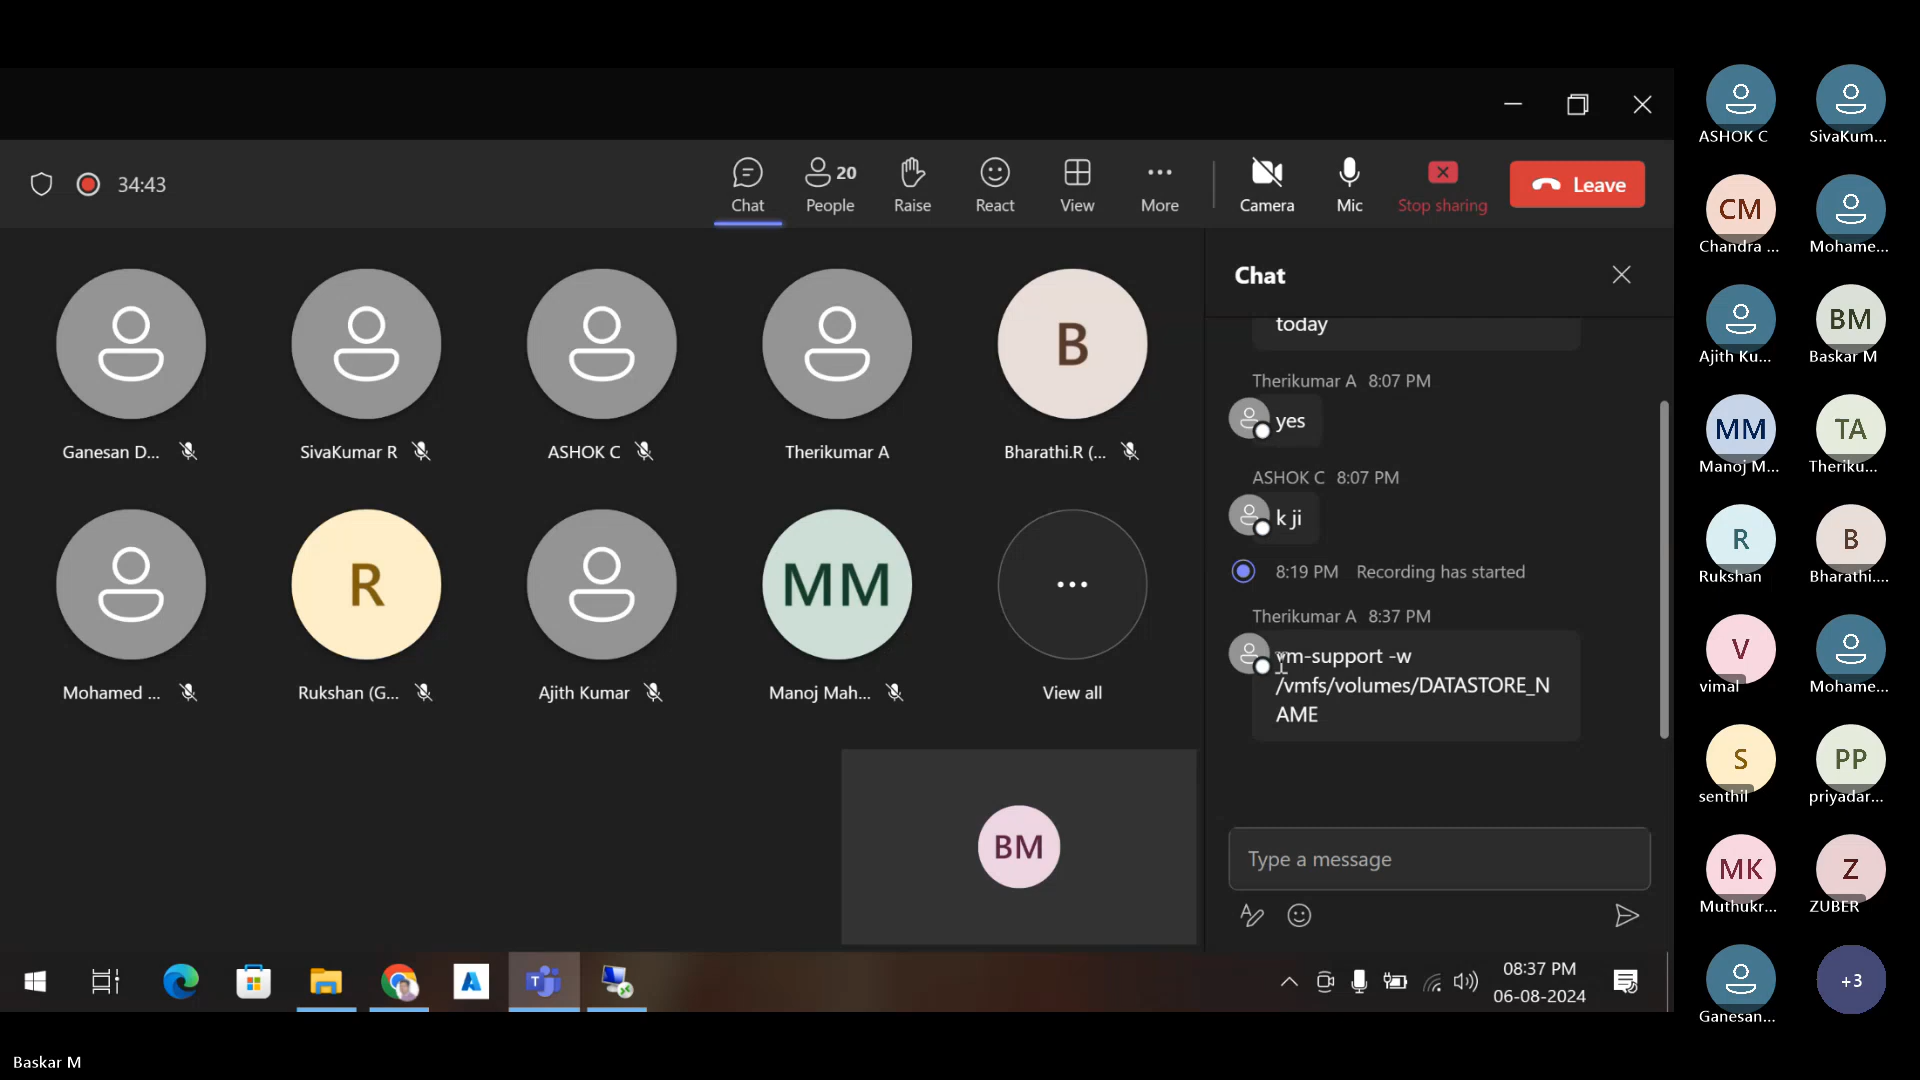 34:43
Chat
20
People
Raise
React
View
More
Camera
Mic
Stop sharing
Leave
Ganesan D...
SivaKumar R
ASHOK C
Therikumar A
B
Bharathi.R (...
Mohamed ...
R
Rukshan (G...
Ajith Kumar
MM
Manoj Mah...
View all
BM
Chat
today
Therikumar A 8:07 PM
yes
ASHOK C 8:07 PM
k ji
8:19 PM Recording has started
Therikumar A 8:37 PM
vm-support -w
/vmfs/volumes/DATASTORE_N
AME
Type a message
08:37 PM
06-08-2024
ASHOK C
SivaKum...
CM
Chandra ...
Mohame...
Ajith Ku...
BM
Baskar M
MM
Manoj M...
TA
Theriku...
R
Rukshan
B
Bharathi....
V
vimal
Mohame...
S
senthil
PP
priyadar...
MK
Muthukr...
Z
ZUBER
Ganesan...
+3
Baskar M